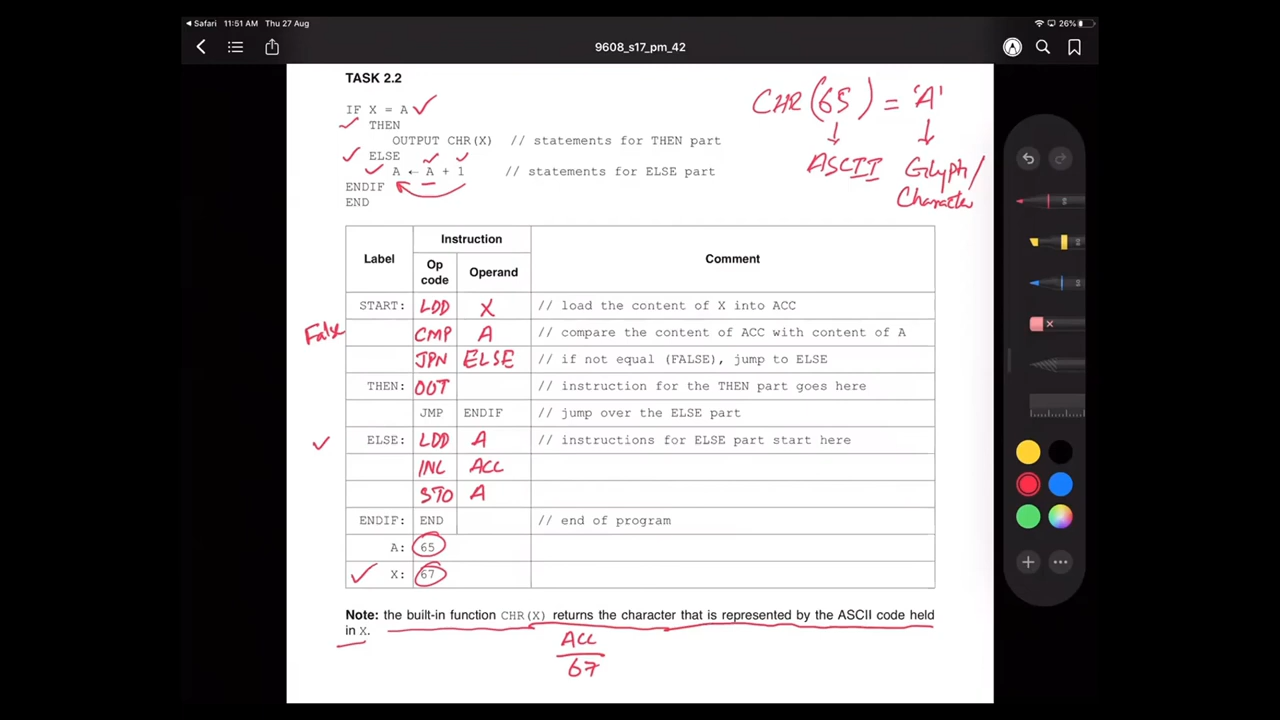 Safari 11:51 AM Thu 27 Aug 26%
9608_s17_pm_42
TASK 2.2
IF X = A
THEN
OUTPUT CHR(X) // statements for THEN part
ELSE
A ← A + 1 // statements for ELSE part
ENDIF
END
CHR(65) = 'A'
ASCII Glyph/
Character
Label Instruction Comment
Op code Operand
START: LDD X // load the content of X into ACC
False CMP A // compare the content of ACC with content of A
JPN ELSE // if not equal (FALSE), jump to ELSE
THEN: OUT // instruction for the THEN part goes here
JMP ENDIF // jump over the ELSE part
ELSE: LDD A // instructions for ELSE part start here
INC ACC
STO A
ENDIF: END // end of program
A: 65
X: 67
Note: the built-in function CHR(X) returns the character that is represented by the ASCII code held
in X.
ACC
67